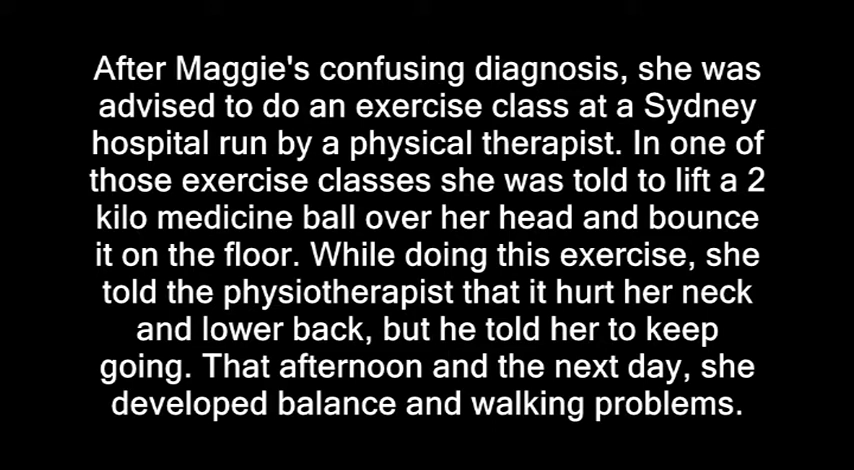 After Maggie's confusing diagnosis, she was
advised to do an exercise class at a Sydney
hospital run by a physical therapist. In one of
those exercise classes she was told to lift a 2
kilo medicine ball over her head and bounce
it on the floor. While doing this exercise, she
told the physiotherapist that it hurt her neck
and lower back, but he told her to keep
going. That afternoon and the next day, she
developed balance and walking problems.